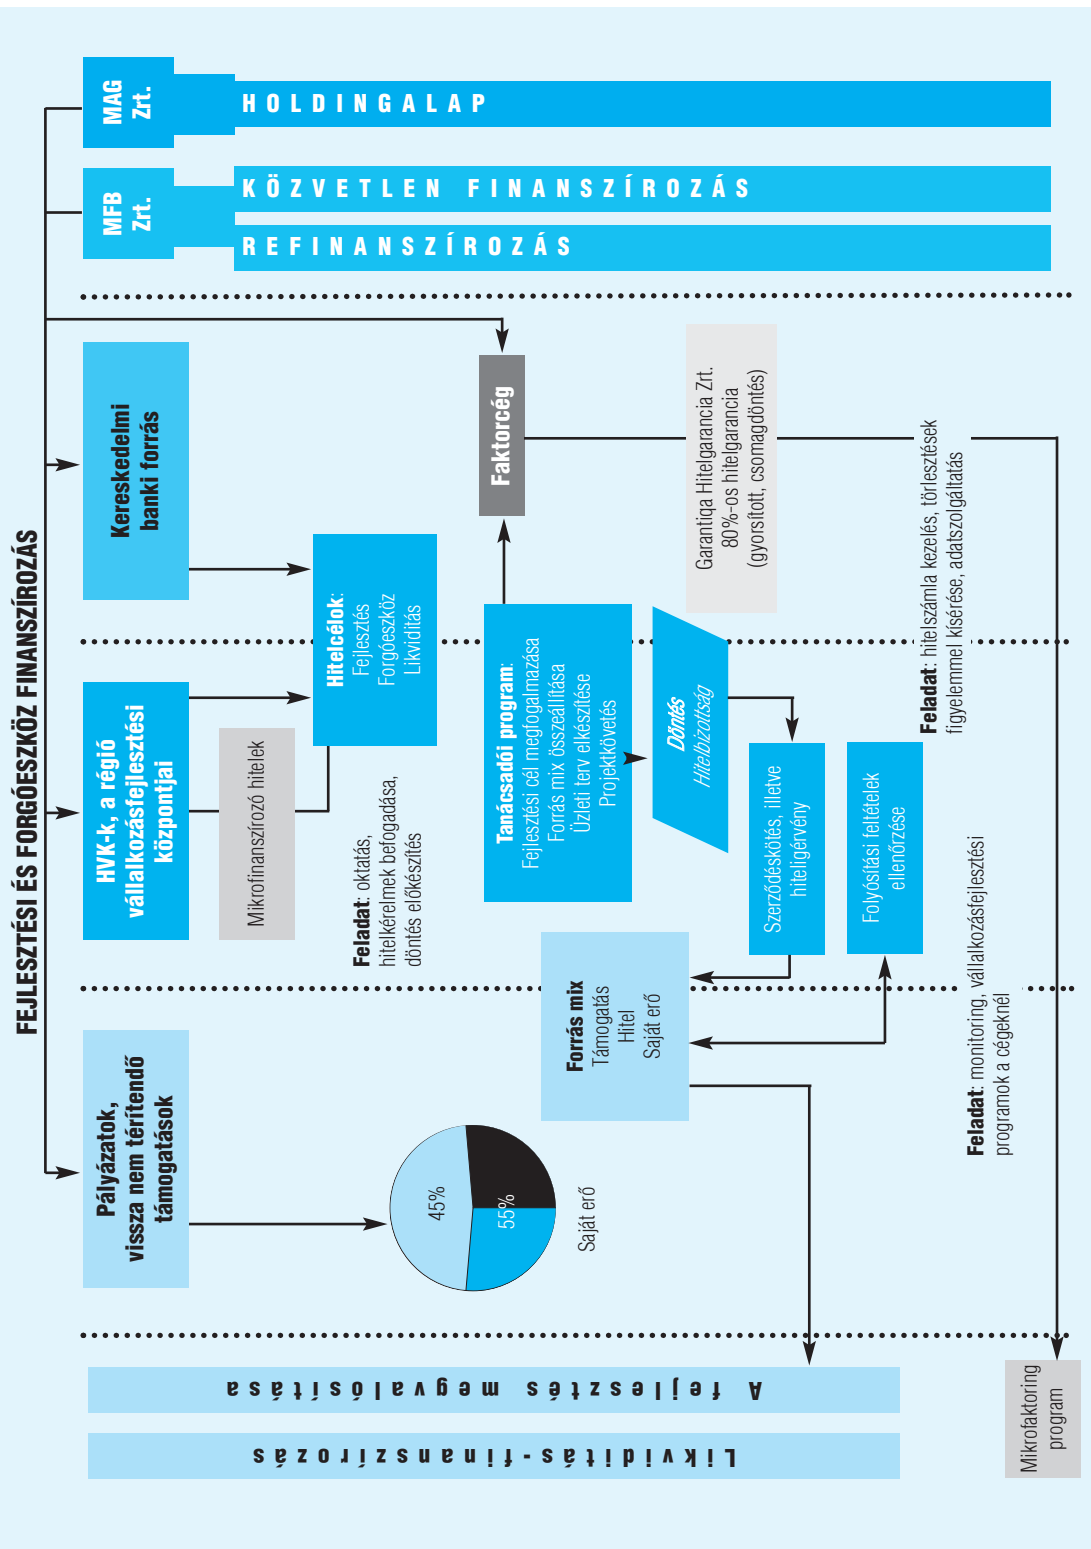 FEJLESZTÉSI ÉS FORGÓESZKÖZ FINANSZÍROZÁS
MAG
Zrt.
HOLDINGALAP
MFB
Zrt.
KÖZVETLEN FINANSZÍROZÁS
REFINANSZÍROZÁS
Pályázatok,
vissza nem térítendő
támogatások
HVK-k, a régió
vállalkozásfejlesztési
központjai
Kereskedelmi
banki forrás
Mikrofinanszírozó hitelek
Hitelcélok:
Fejlesztés
Forgóeszköz
Likviditás
Feladat: oktatás,
hitelkérelmek befogadása,
döntés előkészítés
45%
55%
Saját erő
Faktorcég
Tanácsadói program:
Fejlesztési cél megfogalmazása
Forrás mix összeállítása
Üzleti terv elkészítése
Projektkövetés
Garantiqa Hitelgarancia Zrt.
80%-os hitelgarancia
(gyorsított, csomagdöntés)
Döntés
Hitelbizottság
Forrás mix
Támogatás
Hitel
Saját erő
Szerződéskötés, illetve
hiteligérvény
Folyósítási feltételek
ellenőrzése
Feladat: hitelszámla kezelés, törlesztések
figyelemmel kísérése, adatszolgáltatás
Feladat: monitoring, vállalkozásfejlesztési
programok a cégeknél
A fejlesztés megvalósítása
Likviditás-finanszírozás
Mikrofaktoring
program